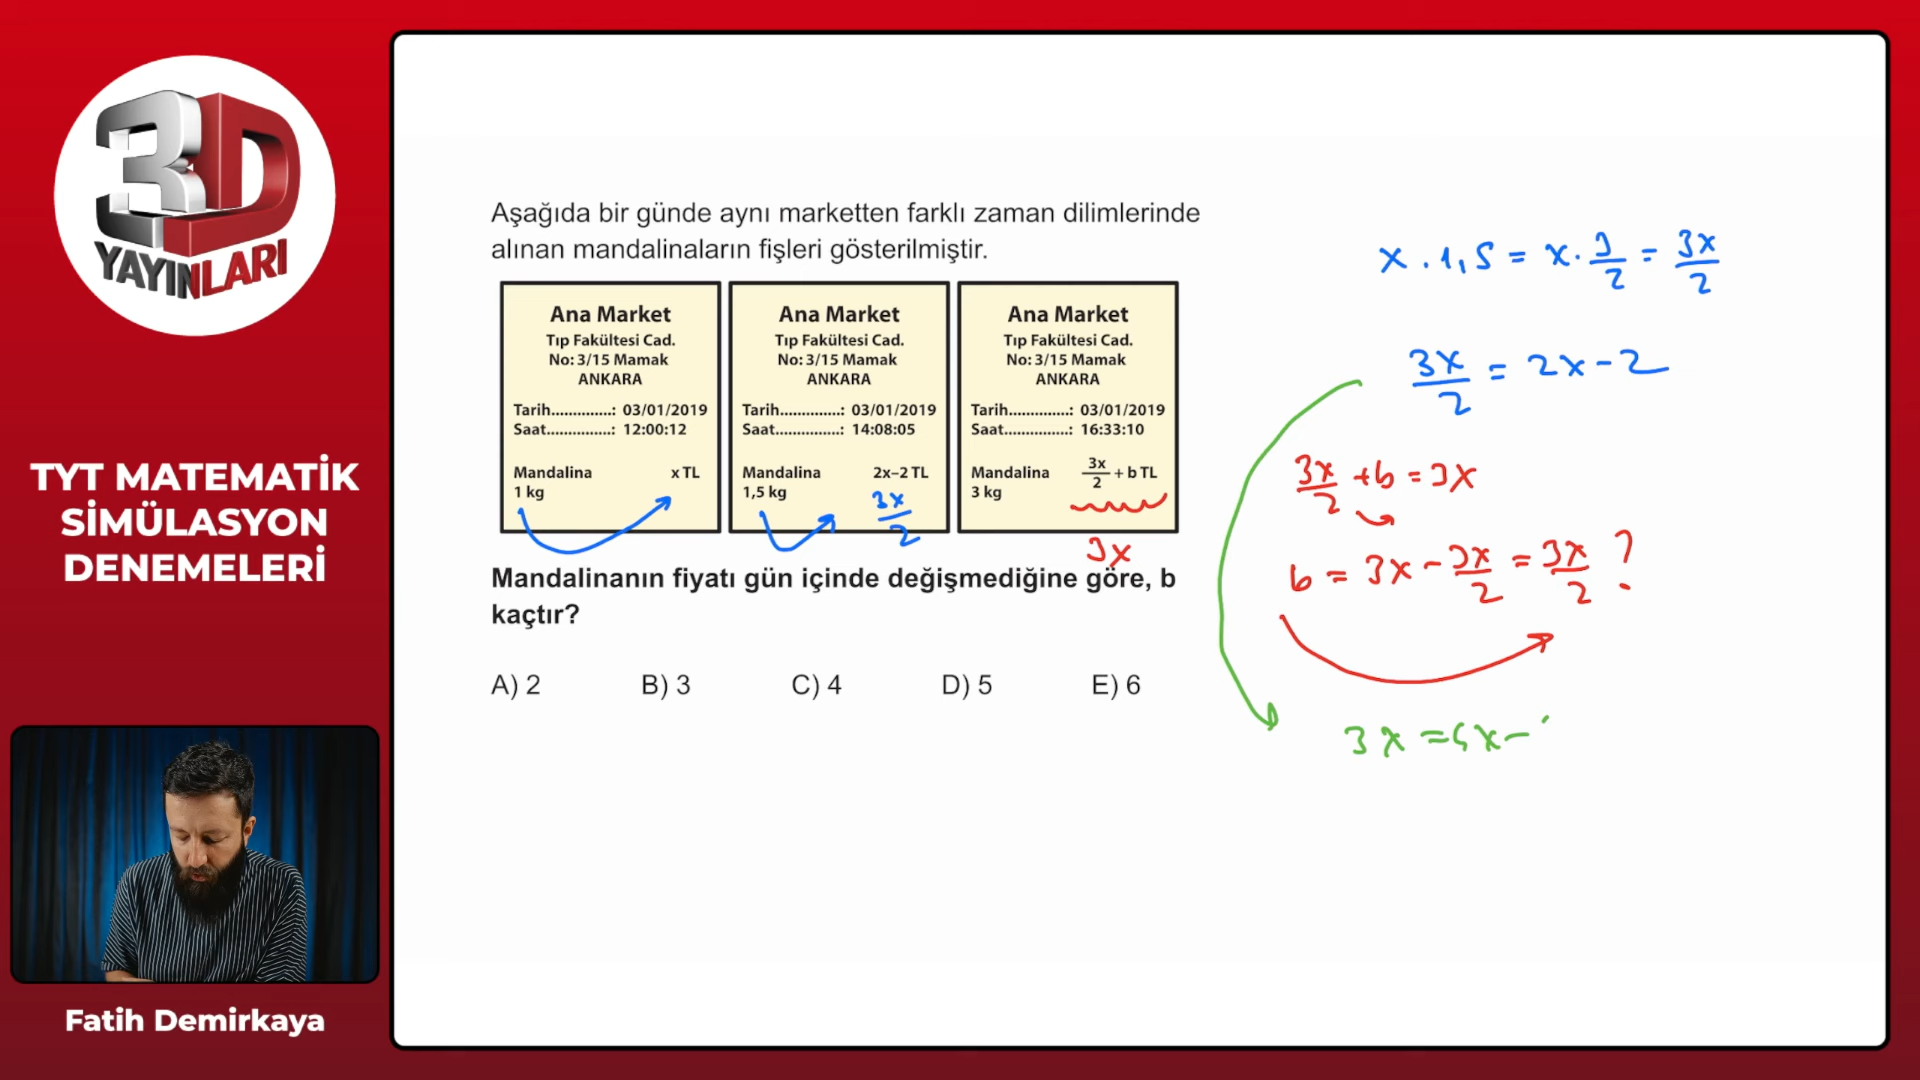 3D
YAYINLARI
TYT MATEMATİK
SİMÜLASYON
DENEMELERİ
Fatih Demirkaya
Aşağıda bir günde aynı marketten farklı zaman dilimlerinde
alınan mandalinaların fişleri gösterilmiştir.
Ana Market
Tıp Fakültesi Cad.
No: 3/15 Mamak
ANKARA
Tarih..............: 03/01/2019
Saat...............: 12:00:12
Mandalina x TL
1 kg
Ana Market
Tıp Fakültesi Cad.
No: 3/15 Mamak
ANKARA
Tarih..............: 03/01/2019
Saat...............: 14:08:05
Mandalina 2x–2 TL
1,5 kg 3x/2
Ana Market
Tıp Fakültesi Cad.
No: 3/15 Mamak
ANKARA
Tarih..............: 03/01/2019
Saat...............: 16:33:10
Mandalina 3x/2 + b TL
3 kg
3x
Mandalinanın fiyatı gün içinde değişmediğine göre, b
kaçtır?
A) 2 B) 3 C) 4 D) 5 E) 6
x . 1,5 = x . 3/2 = 3x/2
3x/2 = 2x - 2
3x/2 + b = 3x
b = 3x - 3x/2 = 3x/2 ?
3x = 4x -